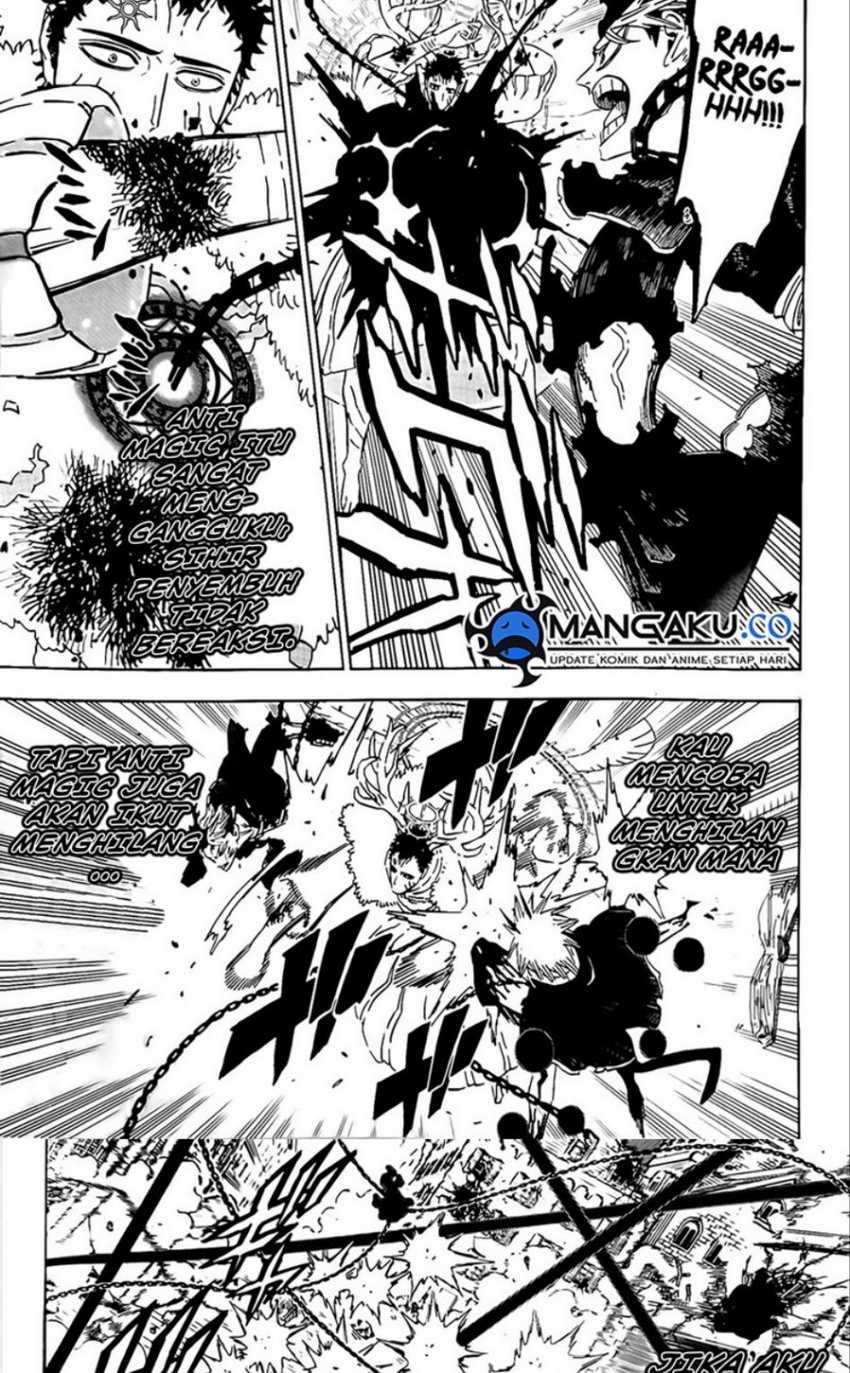 RAAA-
RRRGG-
HHH!!!
ANTI
MAGIC ITU
SANGAT
MENG-
GANGGUKU,
SIHIR
PENYEMBUH
TIDAK
BEREAKSI.
MANGAKU.CO
UPDATE KOMIK DAN ANIME SETIAP HARI
KAU
MENCOBA
UNTUK
MENGHILAN
GKAN MANA
TAPI ANTI
MAGIC JUGA
AKAN IKUT
MENGHILANG
...
JIKA AKU